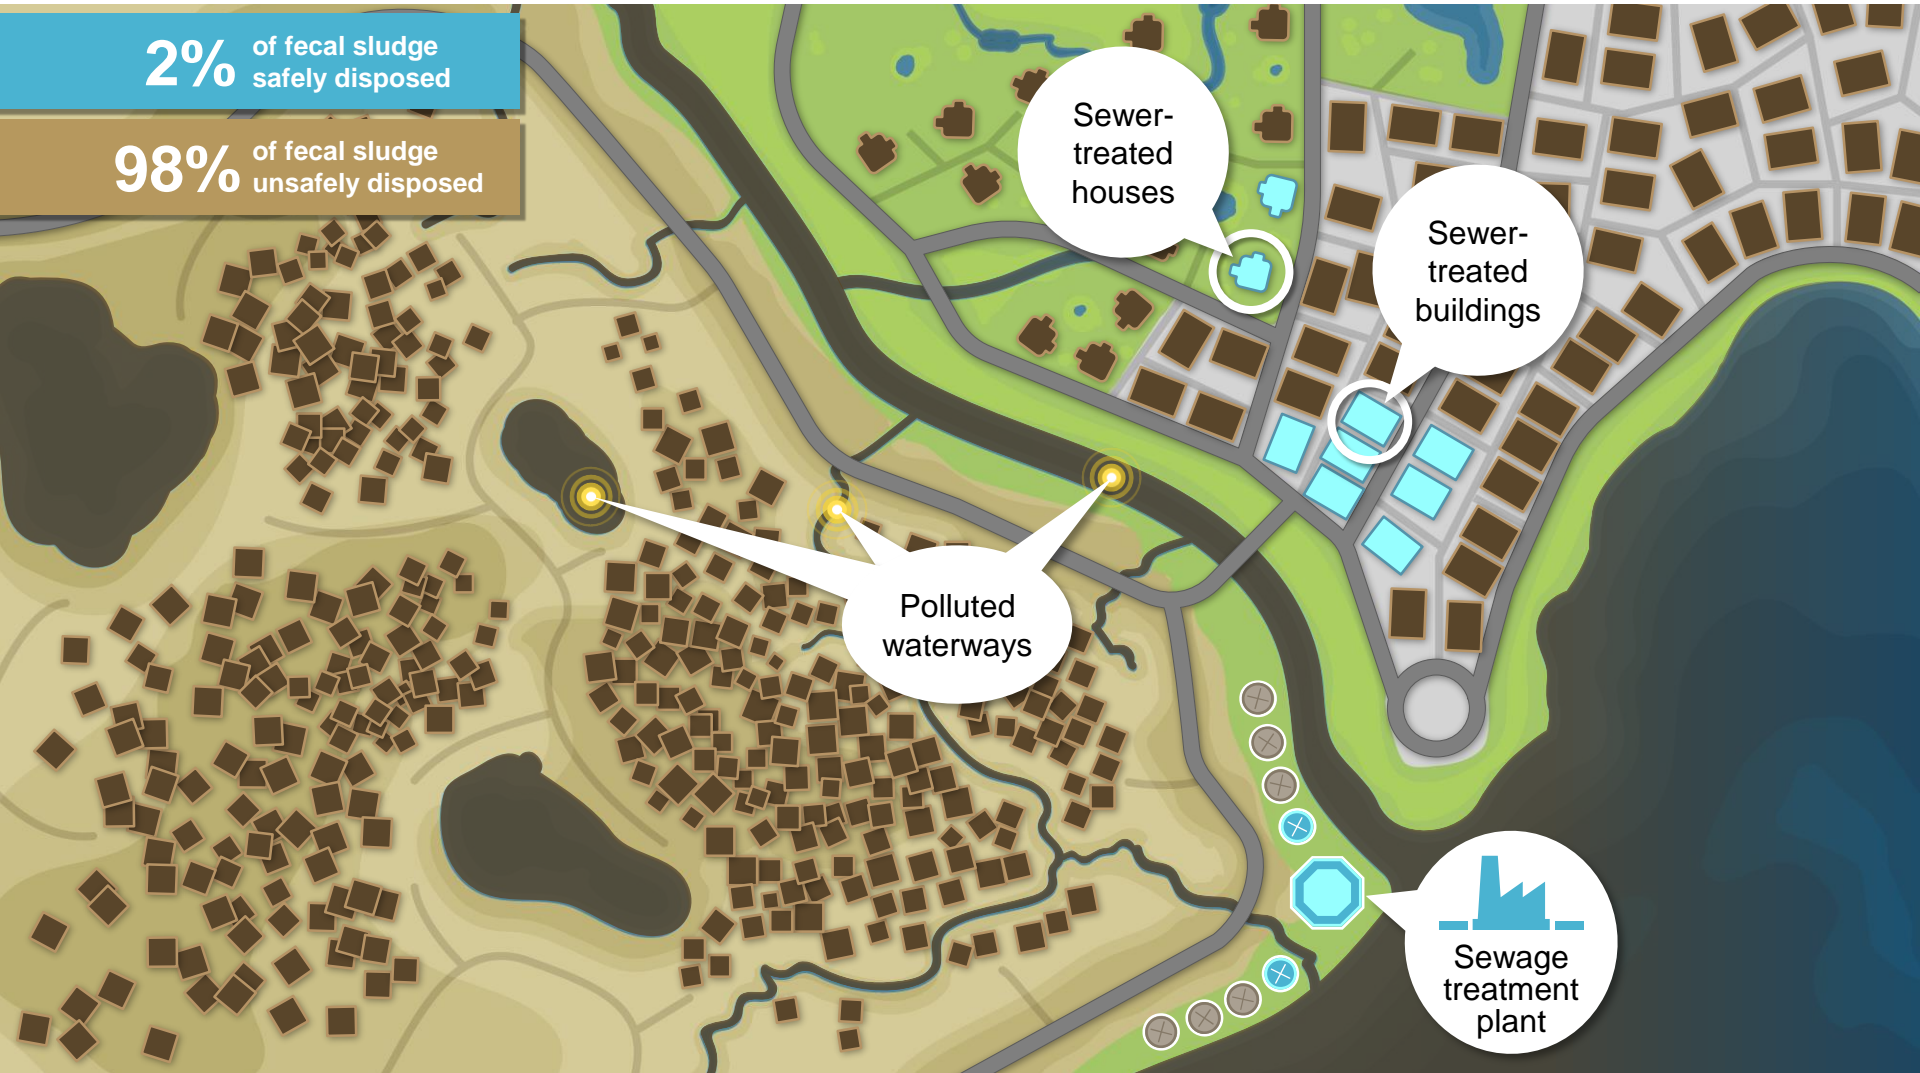 2% of fecal sludge
safely disposed
98% of fecal sludge
unsafely disposed
Sewer-
treated
houses
Sewer-
treated
buildings
Polluted
waterways
Sewage
treatment
plant